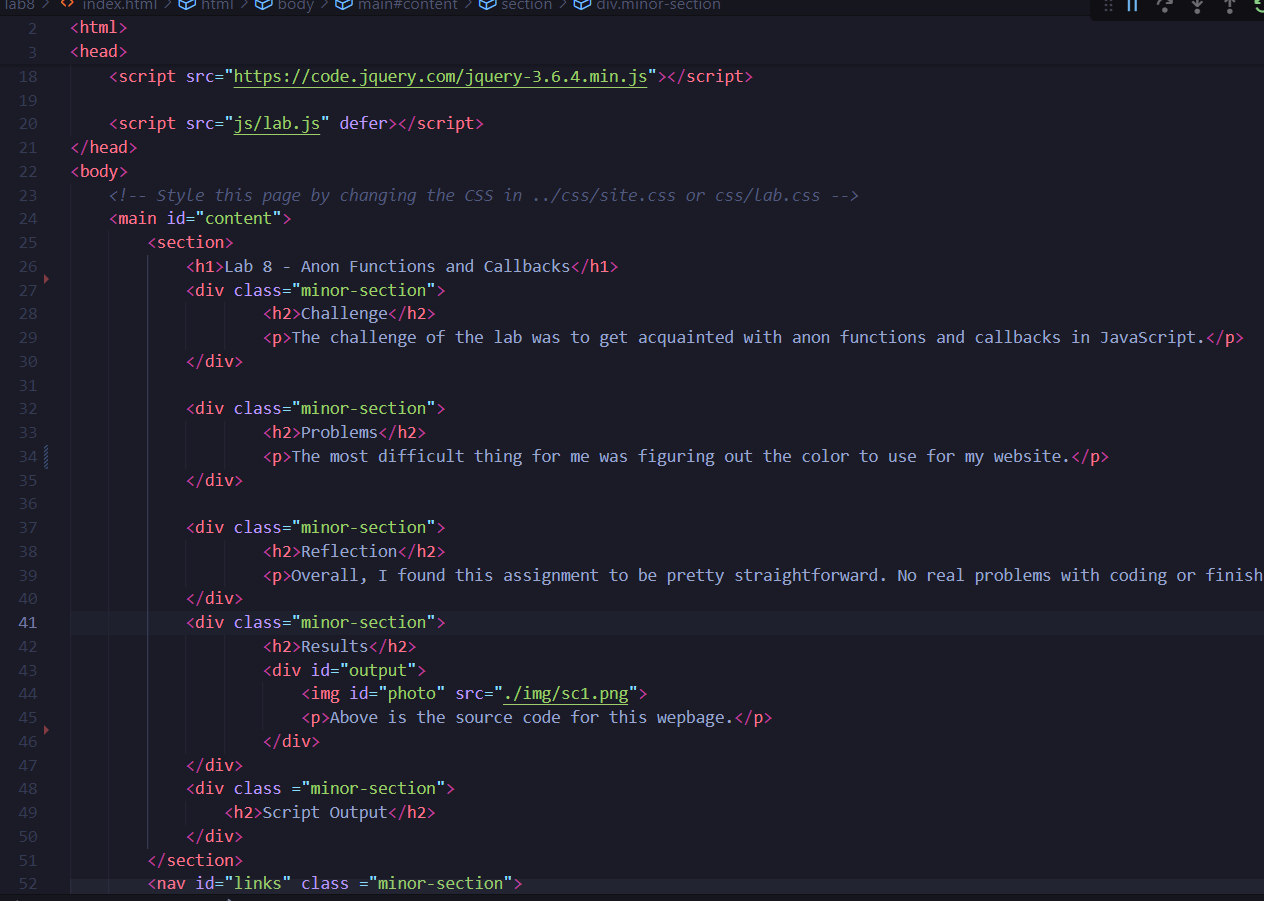 lab8 > <> index.html > html > body > main#content > section > div.minor-section
2 <html>
3 <head>
18 <script src="https://code.jquery.com/jquery-3.6.4.min.js"></script>
19
20 <script src="js/lab.js" defer></script>
21 </head>
22 <body>
23 <!-- Style this page by changing the CSS in ../css/site.css or css/lab.css -->
24 <main id="content">
25 <section>
26 <h1>Lab 8 - Anon Functions and Callbacks</h1>
27 <div class="minor-section">
28 <h2>Challenge</h2>
29 <p>The challenge of the lab was to get acquainted with anon functions and callbacks in JavaScript.</p>
30 </div>
31
32 <div class="minor-section">
33 <h2>Problems</h2>
34 <p>The most difficult thing for me was figuring out the color to use for my website.</p>
35 </div>
36
37 <div class="minor-section">
38 <h2>Reflection</h2>
39 <p>Overall, I found this assignment to be pretty straightforward. No real problems with coding or finish
40 </div>
41 <div class="minor-section">
42 <h2>Results</h2>
43 <div id="output">
44 <img id="photo" src="./img/sc1.png">
45 <p>Above is the source code for this wepbage.</p>
46 </div>
47 </div>
48 <div class ="minor-section">
49 <h2>Script Output</h2>
50 </div>
51 </section>
52 <nav id="links" class ="minor-section">